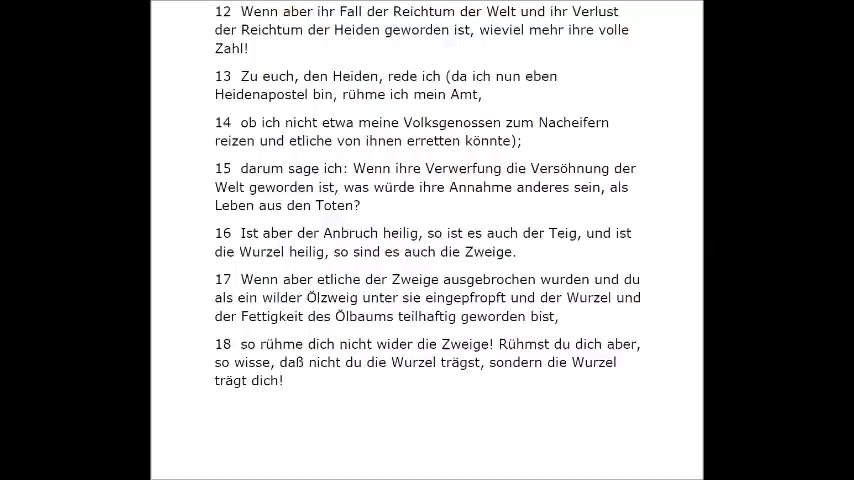 12 Wenn aber ihr Fall der Reichtum der Welt und ihr Verlust
der Reichtum der Heiden geworden ist, wieviel mehr ihre volle
Zahl!
13 Zu euch, den Heiden, rede ich (da ich nun eben
Heidenapostel bin, rühme ich mein Amt,
14 ob ich nicht etwa meine Volksgenossen zum Nacheifern
reizen und etliche von ihnen erretten könnte);
15 darum sage ich: Wenn ihre Verwerfung die Versöhnung der
Welt geworden ist, was würde ihre Annahme anderes sein, als
Leben aus den Toten?
16 Ist aber der Anbruch heilig, so ist es auch der Teig, und ist
die Wurzel heilig, so sind es auch die Zweige.
17 Wenn aber etliche der Zweige ausgebrochen wurden und du
als ein wilder Ölzweig unter sie eingepfropft und der Wurzel und
der Fettigkeit des Ölbaums teilhaftig geworden bist,
18 so rühme dich nicht wider die Zweige! Rühmst du dich aber,
so wisse, daß nicht du die Wurzel trägst, sondern die Wurzel
trägt dich!